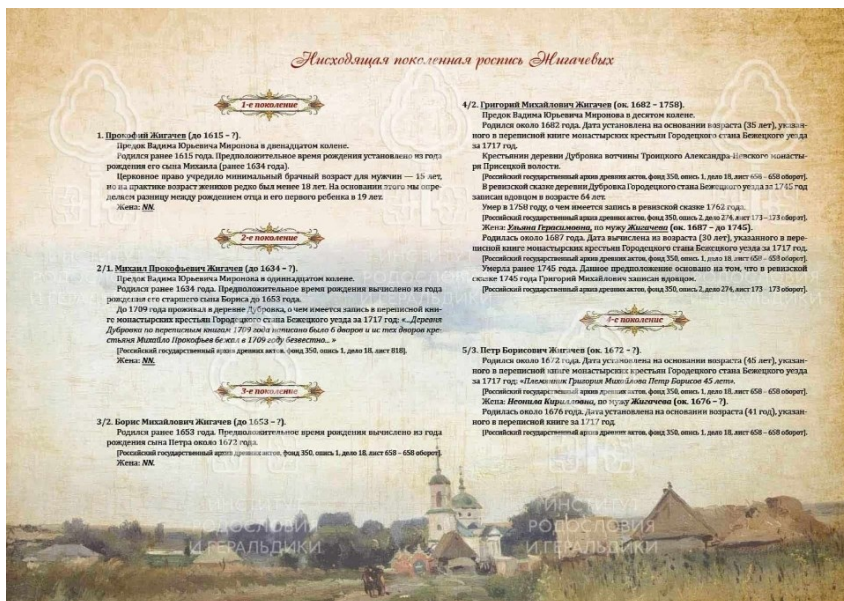 Нисходящая поколенная роспись Жигачевых
1-е поколение
1. Прокофий Жигачев (до 1615 – ?).
Предок Вадима Юрьевича Миронова в двенадцатом колене.
Родился ранее 1615 года. Предположительное время рождения установлено из года
рождения его сына Михаила (ранее 1634 года).
Церковное право учредило минимальный брачный возраст для мужчин — 15 лет,
но на практике возраст женихов редко был менее 18 лет. На основании этого мы опре-
деляем разницу между рождением отца и его первого ребенка в 19 лет.
Жена: NN.
2-е поколение
2/1. Михаил Прокофьевич Жигачев (до 1634 – ?).
Предок Вадима Юрьевича Миронова в одиннадцатом колене.
Родился ранее 1634 года. Предположительное время рождения вычислено из года
рождения его старшего сына Бориса до 1653 года.
До 1709 года проживал в деревне Дубровка, о чем имеется запись в переписной кни-
ге монастырских крестьян Городецкого стана Бежецкого уезда за 1717 год: «...Деревня
Дубровка по переписным книгам 1709 года написано было 6 дворов и ис тех дворов кре-
стьяня Михайло Прокофьев бежал в 1709 году безвестно... »
[Российский государственный архив древних актов, фонд 350, опись 1, дело 18, лист 818].
Жена: NN.
3-е поколение
3/2. Борис Михайлович Жигачев (до 1653 – ?).
Родился ранее 1653 года. Предположительное время рождения вычислено из года
рождения сына Петра около 1672 года.
[Российский государственный архив древних актов, фонд 350, опись 1, дело 18, лист 658 – 658 оборот].
Жена: NN.
4/2. Григорий Михайлович Жигачев (ок. 1682 – 1758).
Предок Вадима Юрьевича Миронова в десятом колене.
Родился около 1682 года. Дата установлена на основании возраста (35 лет), указан-
ного в переписной книге монастырских крестьян Городецкого стана Бежецкого уезда
за 1717 год.
Крестьянин деревни Дубровка вотчины Троицкого Александра-Невского монасты-
ря Присецкой волости.
[Российский государственный архив древних актов, фонд 350, опись 1, дело 18, лист 658 – 658 оборот].
В ревизской сказке деревни Дубровка Городецкого стана Бежецкого уезда за 1745 год
записан вдовцом в возрасте 64 лет.
Умер в 1758 году, о чем имеется запись в ревизской сказке 1762 года.
[Российский государственный архив древних актов, фонд 350, опись 2, дело 274, лист 173 – 173 оборот].
Жена: Ульяна Герасимовна, по мужу Жигачева (ок. 1687 – до 1745).
Родилась около 1687 года. Дата вычислена из возраста (30 лет), указанного в пере-
писной книге монастырских крестьян Городецкого стана Бежецкого уезда за 1717 год.
Умерла ранее 1745 года. Данное предположение основано на том, что в ревизской
сказке 1745 года Григорий Михайлович записан вдовцом.
[Российский государственный архив древних актов, фонд 350, опись 2, дело 274, лист 173 – 173 оборот].
4-е поколение
5/3. Петр Борисович Жигачев (ок. 1672 – ?).
Родился около 1672 года. Дата установлена на основании возраста (45 лет), указан-
ного в переписной книге монастырских крестьян Городецкого стана Бежецкого уезда
за 1717 год: «Племянник Григория Михайлова Петр Борисов 45 лет».
[Российский государственный архив древних актов, фонд 350, опись 1, дело 18, лист 658 – 658 оборот].
Жена: Неонила Кирилловна, по мужу Жигачева (ок. 1676 – ?).
Родилась около 1676 года. Дата установлена на основании возраста (41 год), указан-
ного в переписной книге за 1717 год.
[Российский государственный архив древних актов, фонд 350, опись 1, дело 18, лист 658 – 658 оборот].
ИНСТИТУТ
РОДОСЛОВИЯ
И ГЕРАЛЬДИКИ
ИНСТИТУТ
РОДОСЛОВИЯ
И ГЕРАЛЬДИКИ